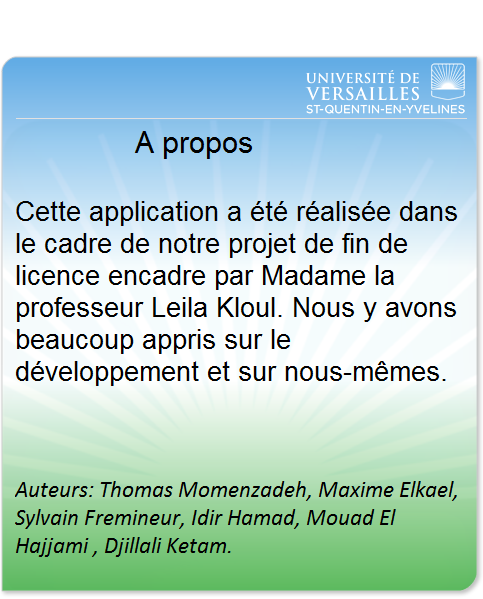 UNIVERSITÉ DE
VERSAILLES
ST-QUENTIN-EN-YVELINES
A propos
Cette application a été réalisée dans
le cadre de notre projet de fin de
licence encadre par Madame la
professeur Leila Kloul. Nous y avons
beaucoup appris sur le
développement et sur nous-mêmes.
Auteurs: Thomas Momenzadeh, Maxime Elkael,
Sylvain Fremineur, Idir Hamad, Mouad El
Hajjami , Djillali Ketam.